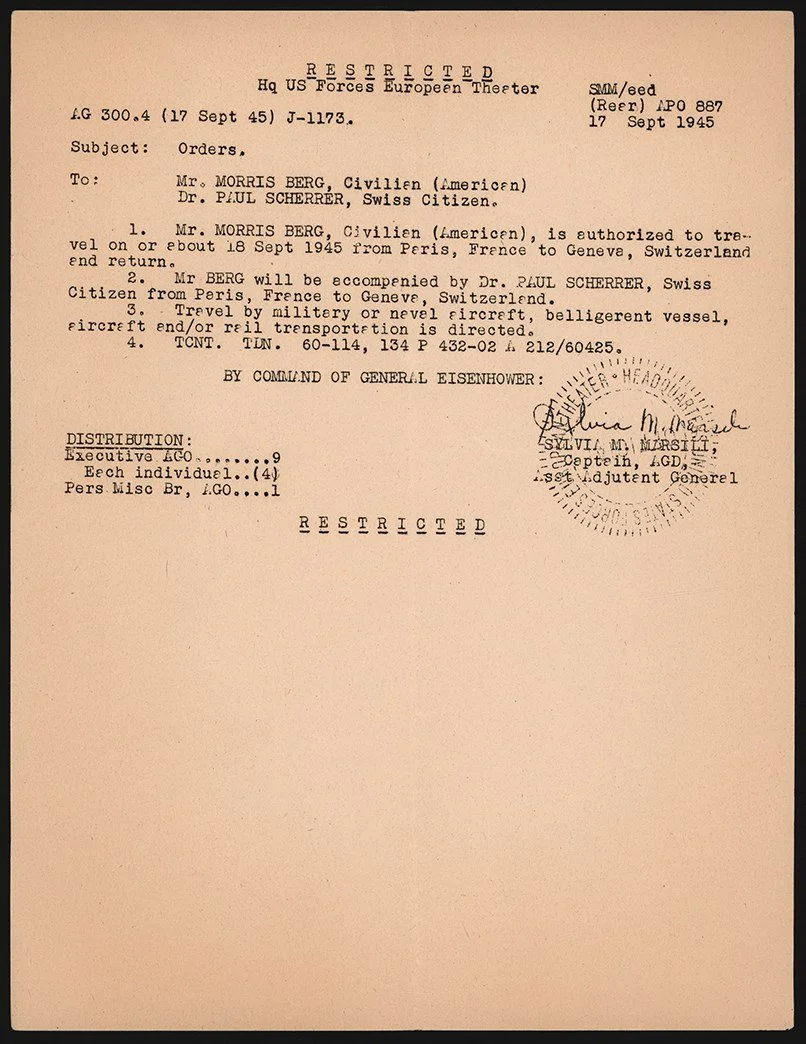 R E S T R I C T E D
Hq US Forces European Theater
SMM/eed
(Rear) APO 887
17 Sept 1945
AG 300.4 (17 Sept 45) J-1173.
Subject: Orders.
To: Mr. MORRIS BERG, Civilian (American)
Dr. PAUL SCHERRER, Swiss Citizen.
1. Mr. MORRIS BERG, Civilian (American), is authorized to tra-
vel on or about 18 Sept 1945 from Paris, France to Geneva, Switzerland
and return.
2. Mr BERG will be accompanied by Dr. PAUL SCHERRER, Swiss
Citizen from Paris, France to Geneva, Switzerland.
3. Travel by military or naval aircraft, belligerent vessel,
aircraft and/or rail transportation is directed.
4. TCNT. TDN. 60-114, 134 P 432-02 A 212/60425.
BY COMMAND OF GENERAL EISENHOWER:
Sylvia M. Marsili
SYLVIA M. MARSILI,
Captain, AGD,
Asst Adjutant General
THEATER * HEADQUARTERS
STATES FORCES
DISTRIBUTION:
Executive AGO........9
Each individual..(4)
Pers Misc Br, AGO....1
R E S T R I C T E D